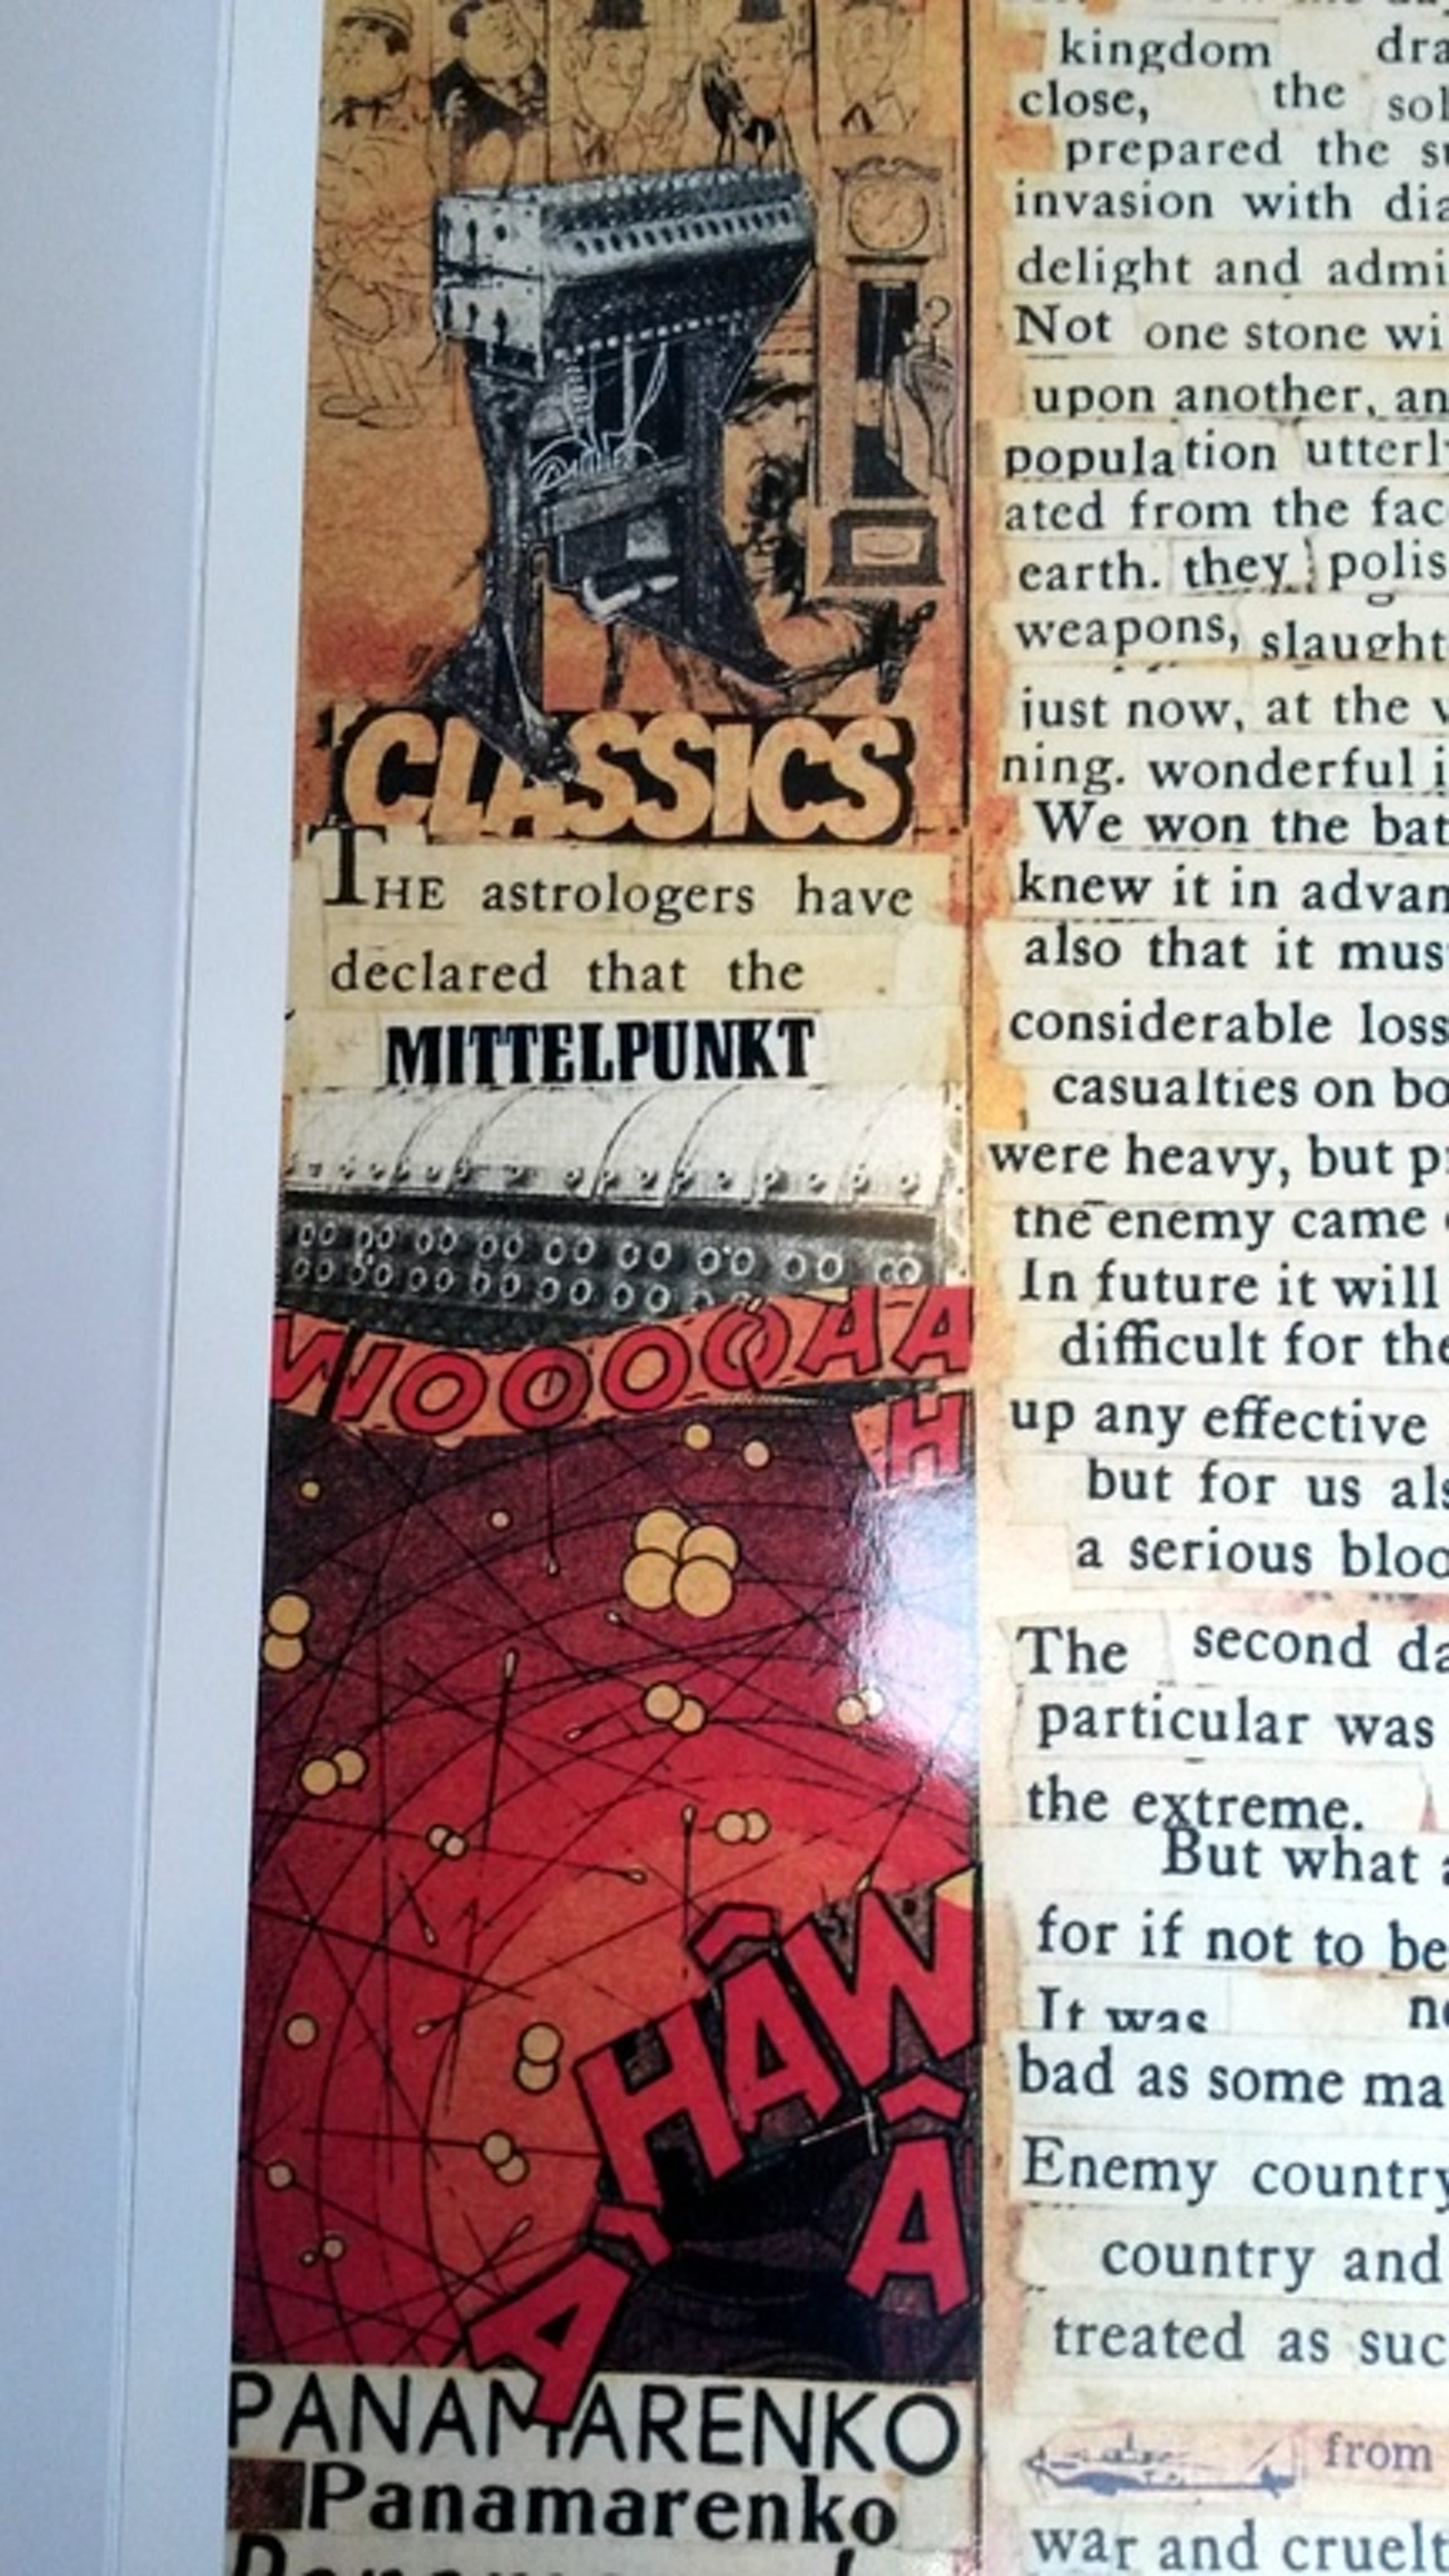 CLASSICS
THE astrologers have
declared that the
MITTELPUNKT
WOOOOAA
H
HÂW
Â
A
PANAMARENKO
Panamarenko
kingdom
close, the
prepared the
invasion with
delight and
Not one stone
upon another,
population
ated from the
earth. they
weapons,
just now, at the
ning. wonderful
We won the
knew it in
also that it
considerable
casualties on
were heavy, but
the enemy came
In future it will
difficult for
up any effective
but for us
a serious
The second
particular was
the extreme.
But what
for if not to be
It was
bad as some
Enemy country
country and
treated as
from
war and